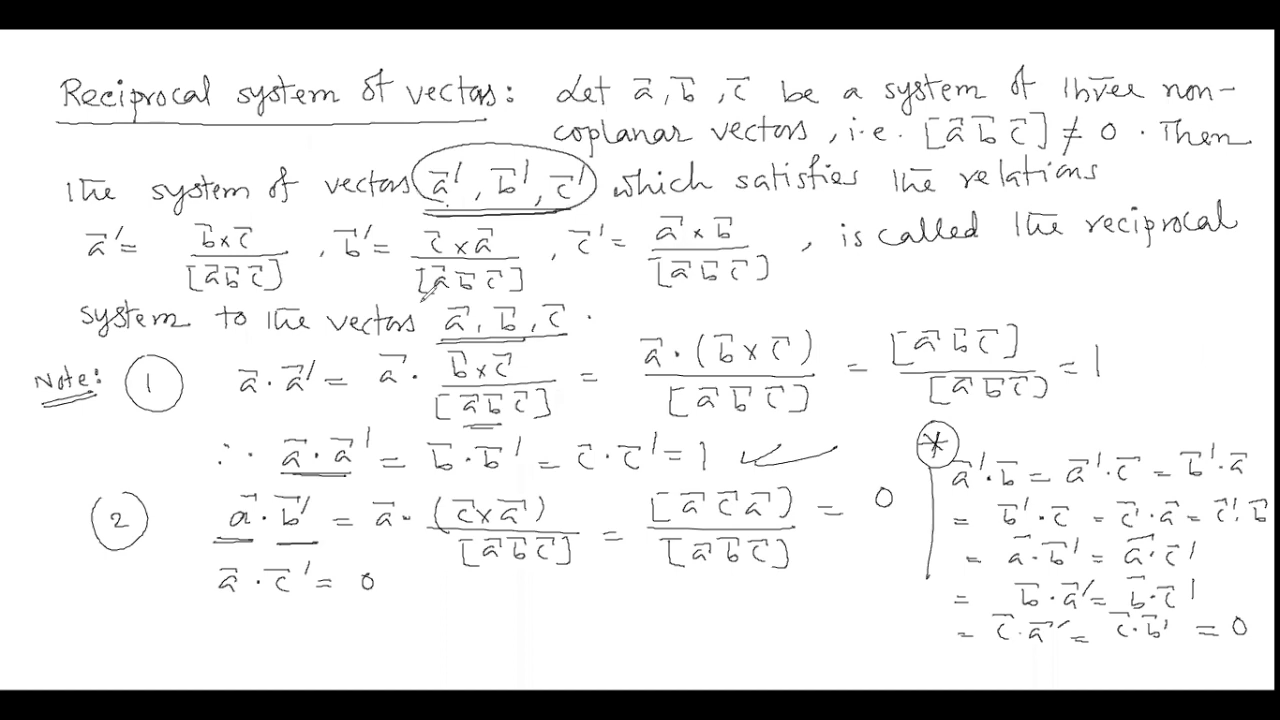 Reciprocal system of vectors: Let a⃗, b⃗, c⃗ be a system of three non-
coplanar vectors, i.e. [a⃗ b⃗ c⃗] ≠ 0. Then
the system of vectors a⃗', b⃗', c⃗' which satisfies the relations
a⃗' = (b⃗ × c⃗)/[a⃗ b⃗ c⃗], b⃗' = (c⃗ × a⃗)/[a⃗ b⃗ c⃗], c⃗' = (a⃗ × b⃗)/[a⃗ b⃗ c⃗], is called the reciprocal
system to the vectors a⃗, b⃗, c⃗.
Note: ① a⃗ · a⃗' = a⃗ · (b⃗ × c⃗)/[a⃗ b⃗ c⃗] = a⃗ · (b⃗ × c⃗)/[a⃗ b⃗ c⃗] = [a⃗ b⃗ c⃗]/[a⃗ b⃗ c⃗] = 1
∴ a⃗ · a⃗' = b⃗ · b⃗' = c⃗ · c⃗' = 1 ✓
② a⃗ · b⃗' = a⃗ · (c⃗ × a⃗)/[a⃗ b⃗ c⃗] = [a⃗ c⃗ a⃗]/[a⃗ b⃗ c⃗] = 0
a⃗ · c⃗' = 0
*
a⃗' · b⃗ = a⃗' · c⃗ = b⃗' · a⃗
= b⃗' · c⃗ = c⃗' · a⃗ = c⃗' · b⃗
= a⃗ · b⃗' = a⃗ · c⃗'
= b⃗ · a⃗' = b⃗ · c⃗'
= c⃗ · a⃗' = c⃗ · b⃗' = 0